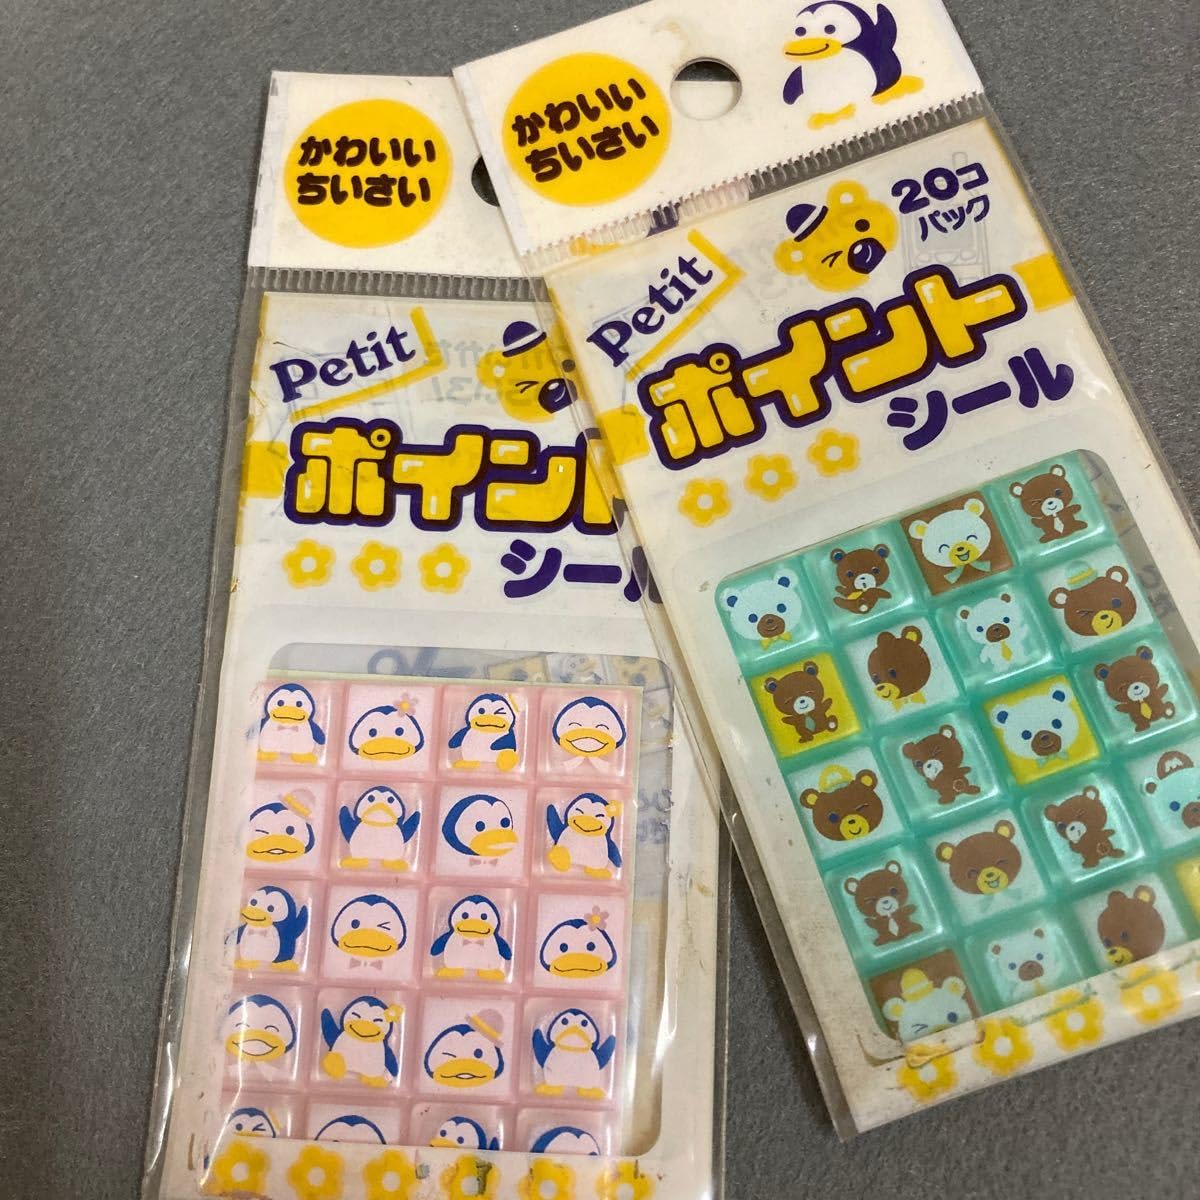 かわいい
ちいさい
Petit
ポイント
シール
かわいい
ちいさい
20コ
パック
Petit
ポイント
シール